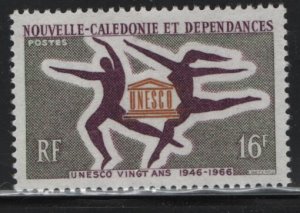 NOUVELLE-CALEDONIE ET DEPENDANCES
POSTES
UNESCO
RF 16F
UNESCO VINGT ANS 1946-1966